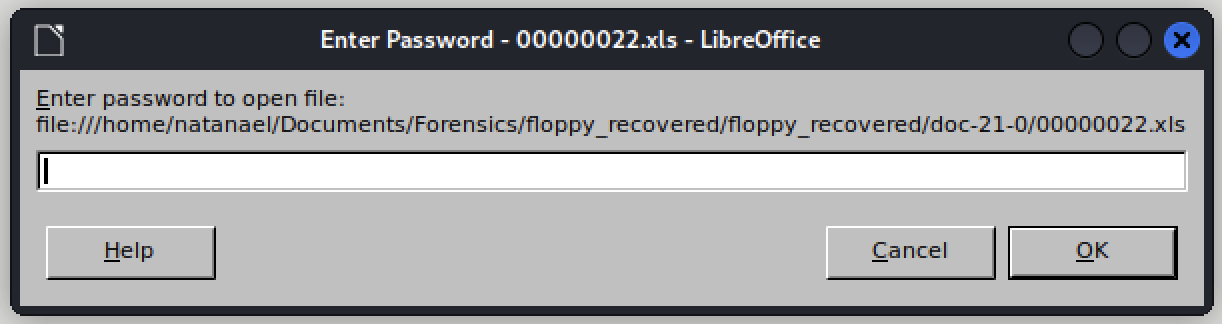 Enter Password - 00000022.xls - LibreOffice
Enter password to open file:
file:///home/natanael/Documents/Forensics/floppy_recovered/floppy_recovered/doc-21-0/00000022.xls
Help Cancel OK